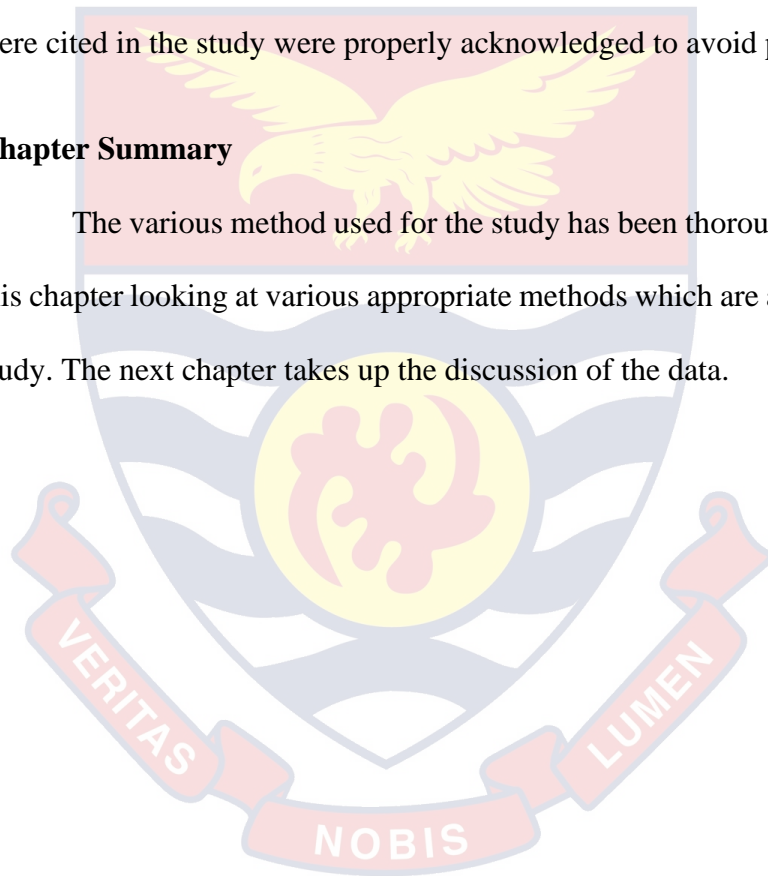 ere cited in the study were properly acknowledged to avoid p
hapter Summary
The various method used for the study has been thorou
is chapter looking at various appropriate methods which are a
udy. The next chapter takes up the discussion of the data.
VERITAS
NOBIS
LUMEN